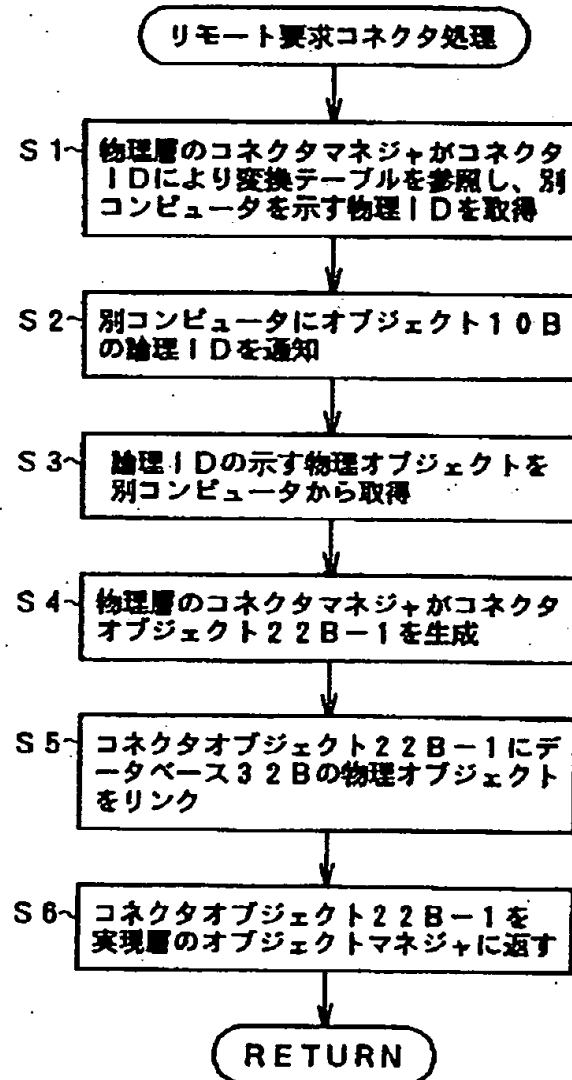 リモート要求コネクタ処理
S1 物理層のコネクタマネジャがコネクタ
IDにより変換テーブルを参照し、別
コンピュータを示す物理IDを取得
S2 別コンピュータにオブジェクト10B
の論理IDを通知
S3 論理IDの示す物理オブジェクトを
別コンピュータから取得
S4 物理層のコネクタマネジャがコネクタ
オブジェクト22B-1を生成
S5 コネクタオブジェクト22B-1にデ
ータベース32Bの物理オブジェクト
をリンク
S6 コネクタオブジェクト22B-1を
実現層のオブジェクトマネジャに返す
RETURN